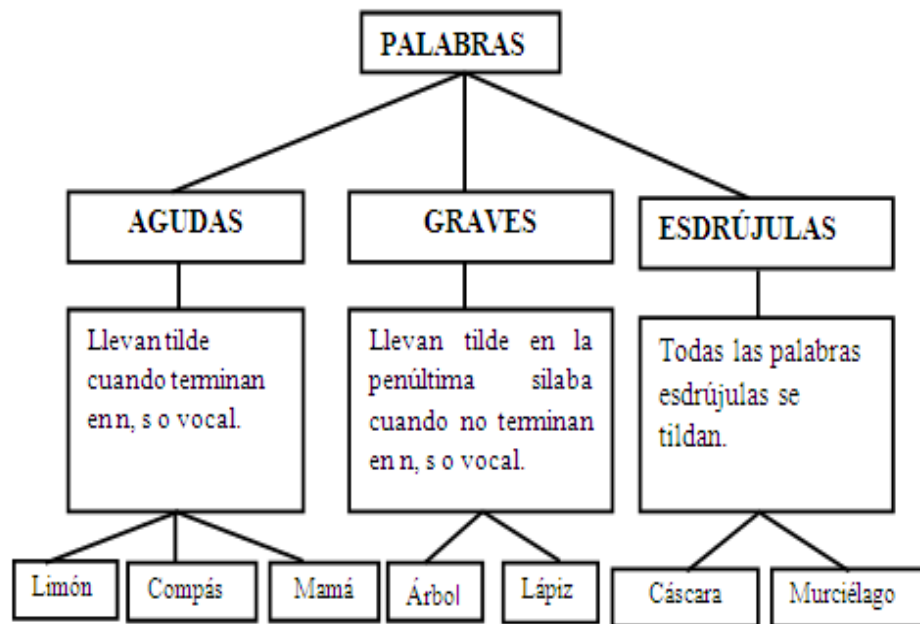 PALABRAS
AGUDAS
GRAVES
ESDRÚJULAS
Llevan tilde
cuando terminan
en n, s o vocal.
Llevan tilde en la
penúltima silaba
cuando no terminan
en n, s o vocal.
Todas las palabras
esdrújulas se
tildan.
Limón
Compás
Mamá
Árbol
Lápiz
Cáscara
Murciélago